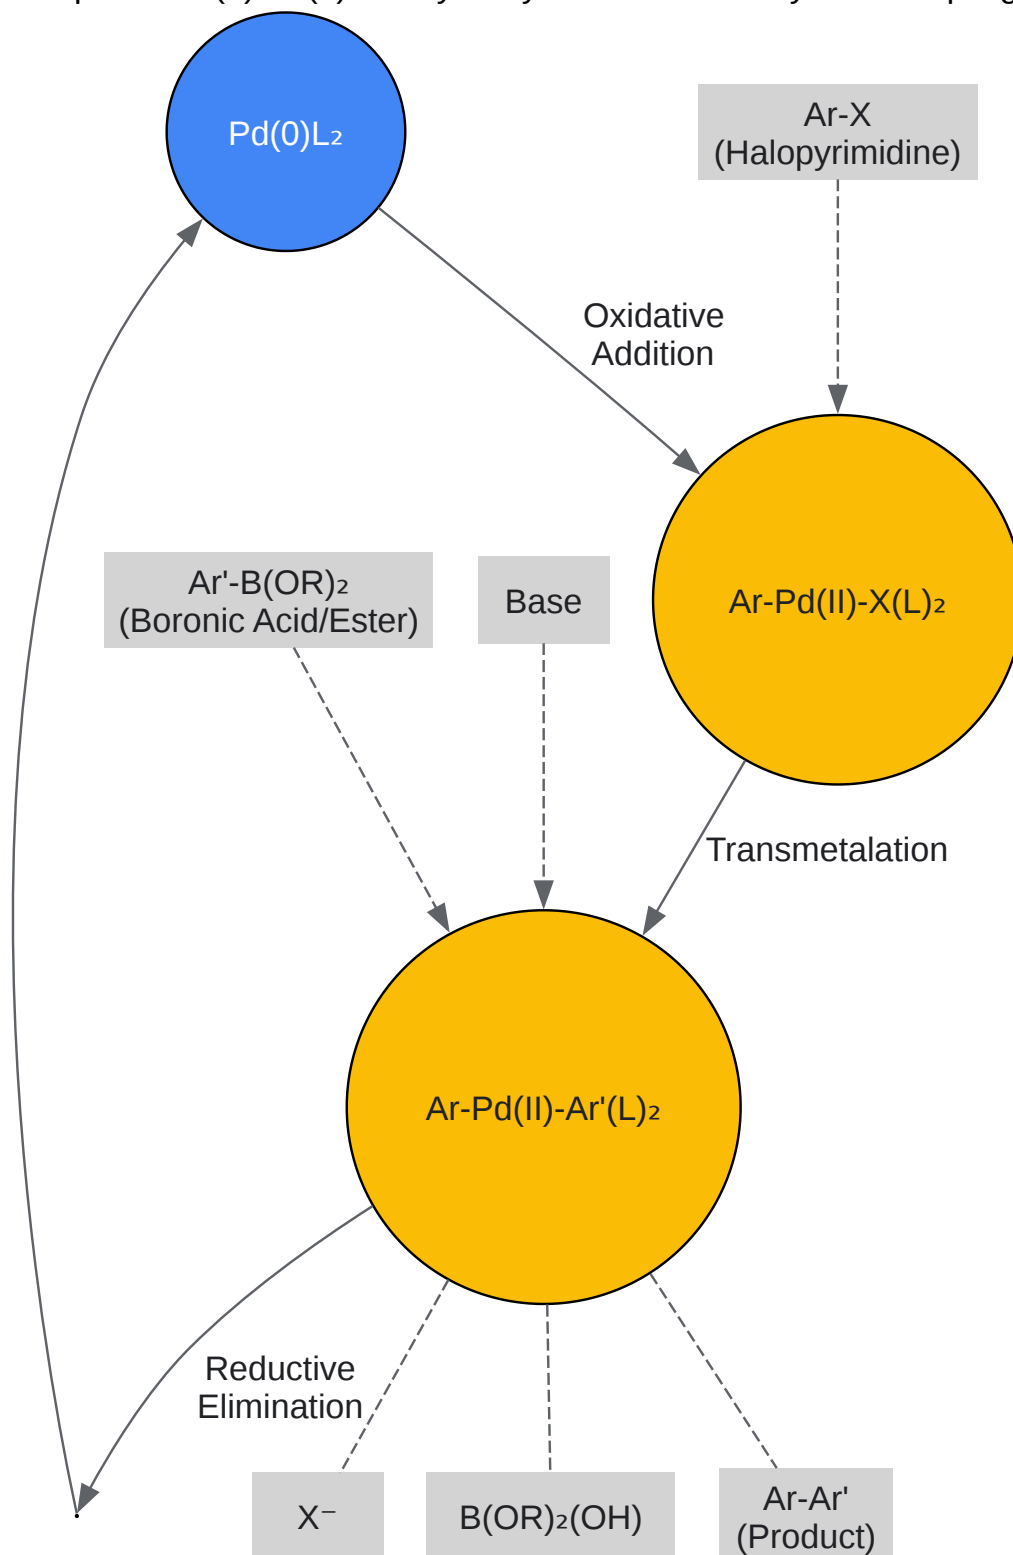 Pd(0)L₂
Ar-X
(Halopyrimidine)
Oxidative
Addition
Ar'-B(OR)₂
(Boronic Acid/Ester)
Base
Ar-Pd(II)-X(L)₂
Transmetalation
Ar-Pd(II)-Ar'(L)₂
Reductive
Elimination
X⁻
B(OR)₂(OH)
Ar-Ar'
(Product)